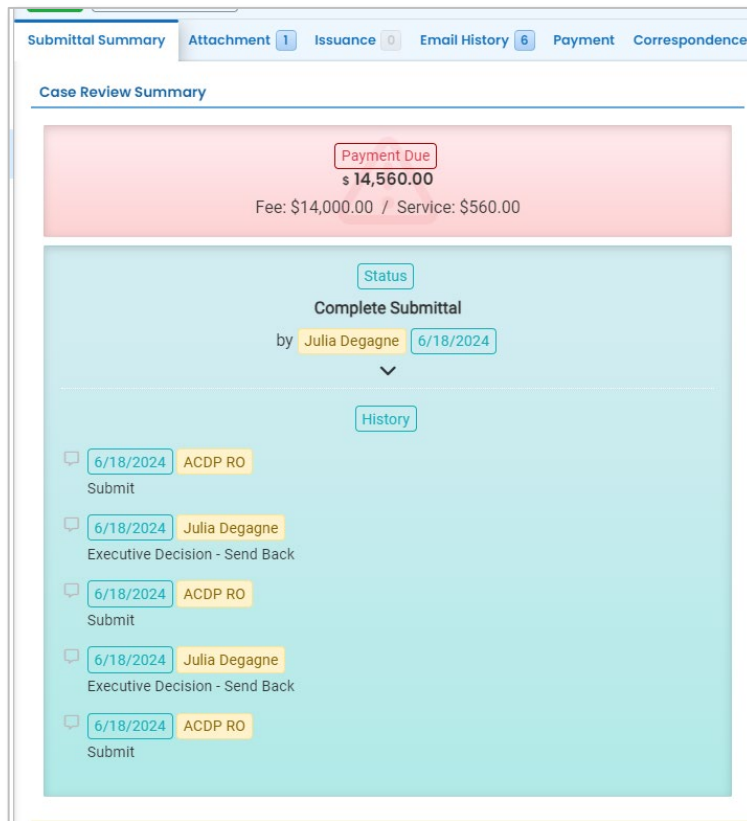 Submittal Summary Attachment 1 Issuance 0 Email History 6 Payment Correspondence
Case Review Summary
Payment Due
$ 14,560.00
Fee: $14,000.00 / Service: $560.00
Status
Complete Submittal
by Julia Degagne 6/18/2024
History
6/18/2024 ACDP RO
Submit
6/18/2024 Julia Degagne
Executive Decision - Send Back
6/18/2024 ACDP RO
Submit
6/18/2024 Julia Degagne
Executive Decision - Send Back
6/18/2024 ACDP RO
Submit